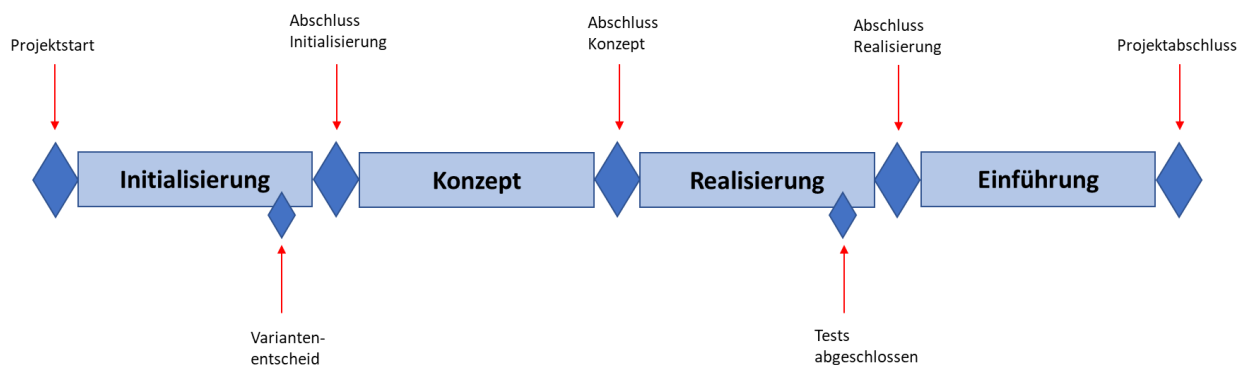 Projektstart
Abschluss
Initialisierung
Abschluss
Konzept
Abschluss
Realisierung
Projektabschluss
Initialisierung
Konzept
Realisierung
Einführung
Varianten-
entscheid
Tests
abgeschlossen